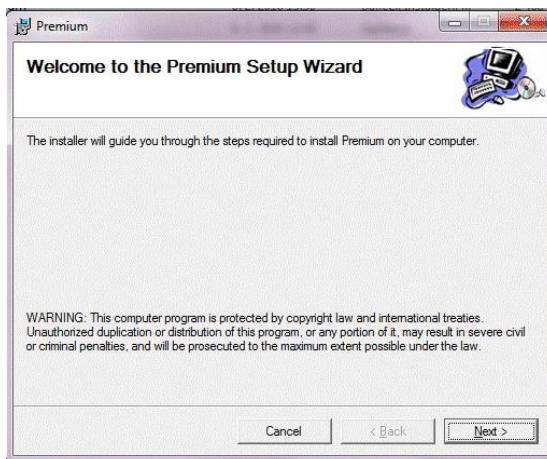 Premium
Welcome to the Premium Setup Wizard
The installer will guide you through the steps required to install Premium on your computer.
WARNING: This computer program is protected by copyright law and international treaties.
Unauthorized duplication or distribution of this program, or any portion of it, may result in severe civil
or criminal penalties, and will be prosecuted to the maximum extent possible under the law.
Cancel < Back Next >